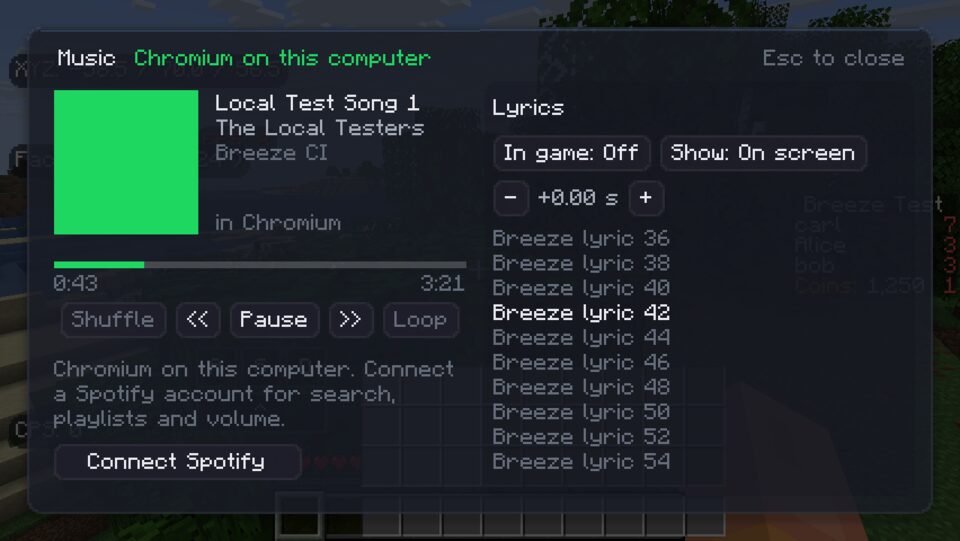 Music Chromium on this computer
Esc to close
Local Test Song 1
The Local Testers
Breeze CI
in Chromium
0:43
3:21
Shuffle
<<
Pause
>>
Loop
Chromium on this computer. Connect
a Spotify account for search,
playlists and volume.
Connect Spotify
Lyrics
In game: Off
Show: On screen
- +0.00 s +
Breeze lyric 36
Breeze lyric 38
Breeze lyric 40
Breeze lyric 42
Breeze lyric 44
Breeze lyric 46
Breeze lyric 48
Breeze lyric 50
Breeze lyric 52
Breeze lyric 54
Breeze Test
carl 7
Alice 3
bob 3
Coins: 1,250 1